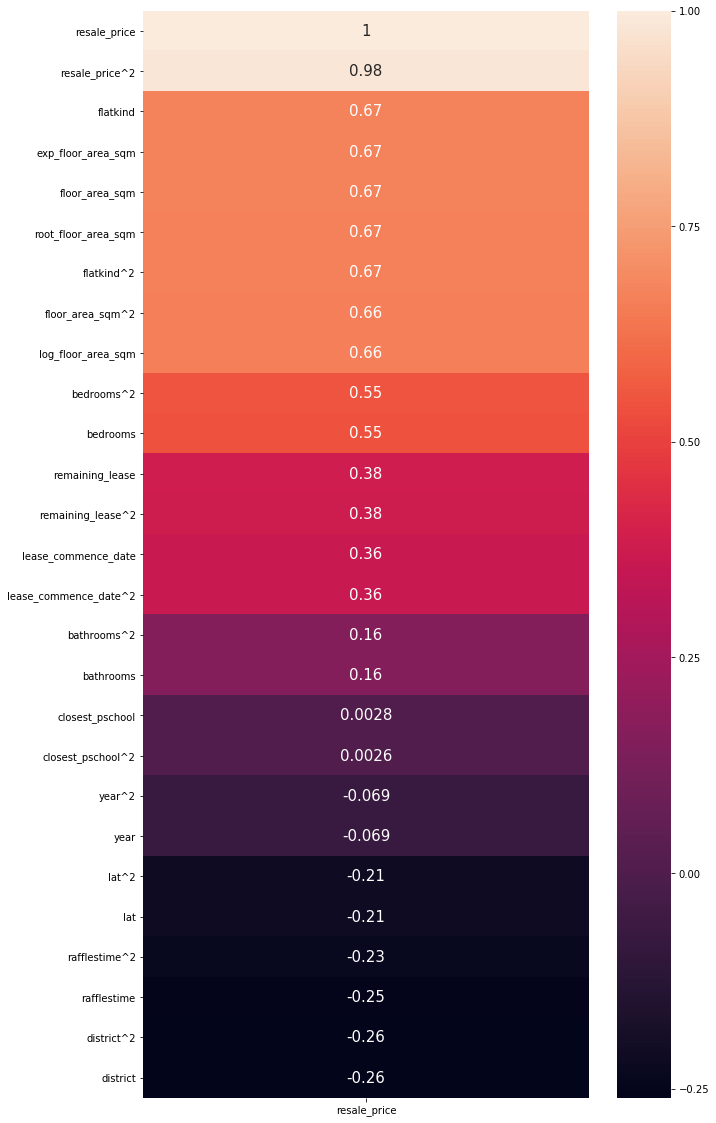 resale_price 1
resale_price^2 0.98
flatkind 0.67
exp_floor_area_sqm 0.67
floor_area_sqm 0.67
root_floor_area_sqm 0.67
flatkind^2 0.67
floor_area_sqm^2 0.66
log_floor_area_sqm 0.66
bedrooms^2 0.55
bedrooms 0.55
remaining_lease 0.38
remaining_lease^2 0.38
lease_commence_date 0.36
lease_commence_date^2 0.36
bathrooms^2 0.16
bathrooms 0.16
closest_pschool 0.0028
closest_pschool^2 0.0026
year^2 -0.069
year -0.069
lat^2 -0.21
lat -0.21
rafflestime^2 -0.23
rafflestime -0.25
district^2 -0.26
district -0.26
resale_price
1.00
0.75
0.50
0.25
0.00
−0.25